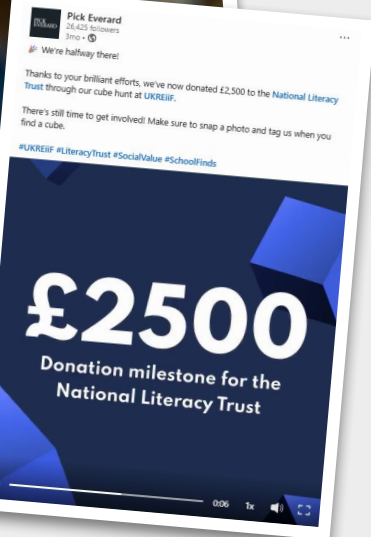 PICK
EVERARD
Pick Everard
26,425 followers
3mo •
🎉 We're halfway there!
Thanks to your brilliant efforts, we've now donated £2,500 to the National Literacy
Trust through our cube hunt at UKREiiF.
There's still time to get involved! Make sure to snap a photo and tag us when you
find a cube.
#UKREiiF #LiteracyTrust #SocialValue #SchoolFinds
£2500
Donation milestone for the
National Literacy Trust
0:06 1x